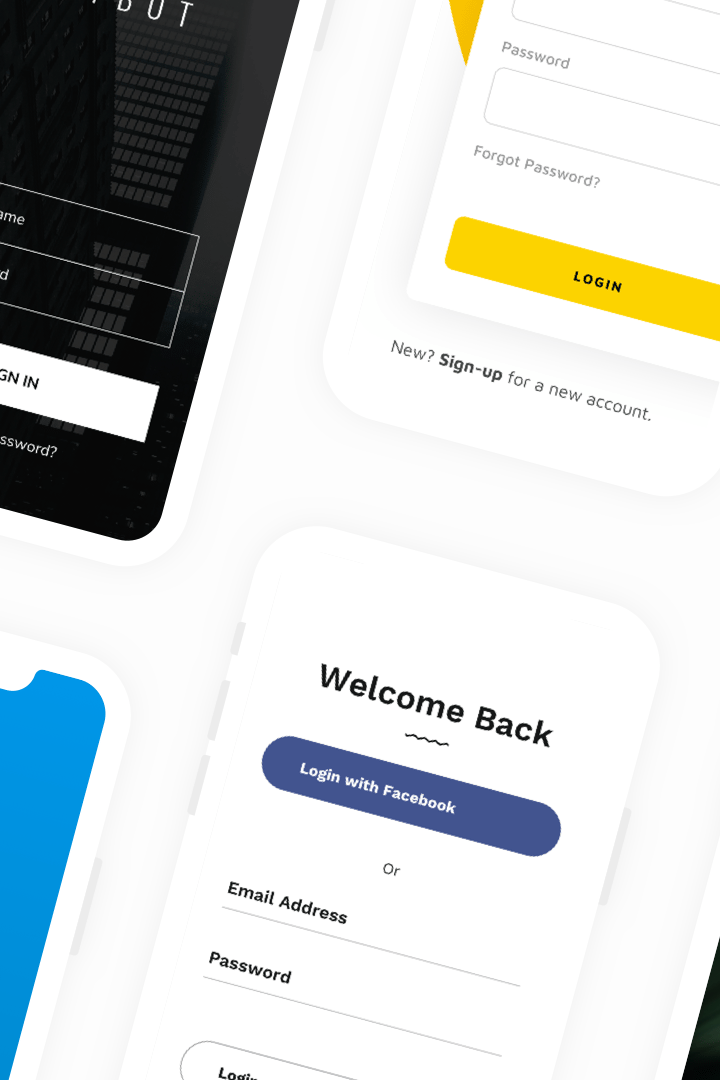 Password
Forgot Password?
LOGIN
New? Sign-up for a new account.
Welcome Back
Login with Facebook
Or
Email Address
Password